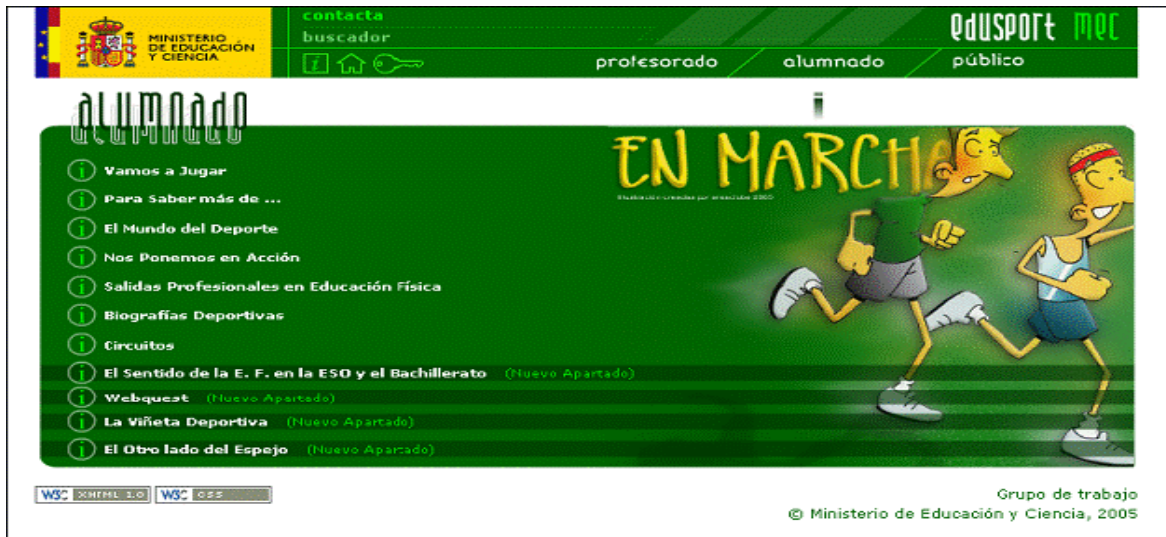 MINISTERIO
DE EDUCACIÓN
Y CIENCIA
contacta
buscador
edusport mec
profesorado alumnado público
alumnado
i
EN MARCHA
Vamos a Jugar
Para Saber más de ...
El Mundo del Deporte
Nos Ponemos en Acción
Salidas Profesionales en Educación Física
Biografías Deportivas
Circuitos
El Sentido de la E. F. en la ESO y el Bachillerato (Nuevo Apartado)
Webquest (Nuevo Apartado)
La Viñeta Deportiva (Nuevo Apartado)
El Otro lado del Espejo (Nuevo Apartado)
W3C XHTML 1.0 W3C CSS
Grupo de trabajo
© Ministerio de Educación y Ciencia, 2005